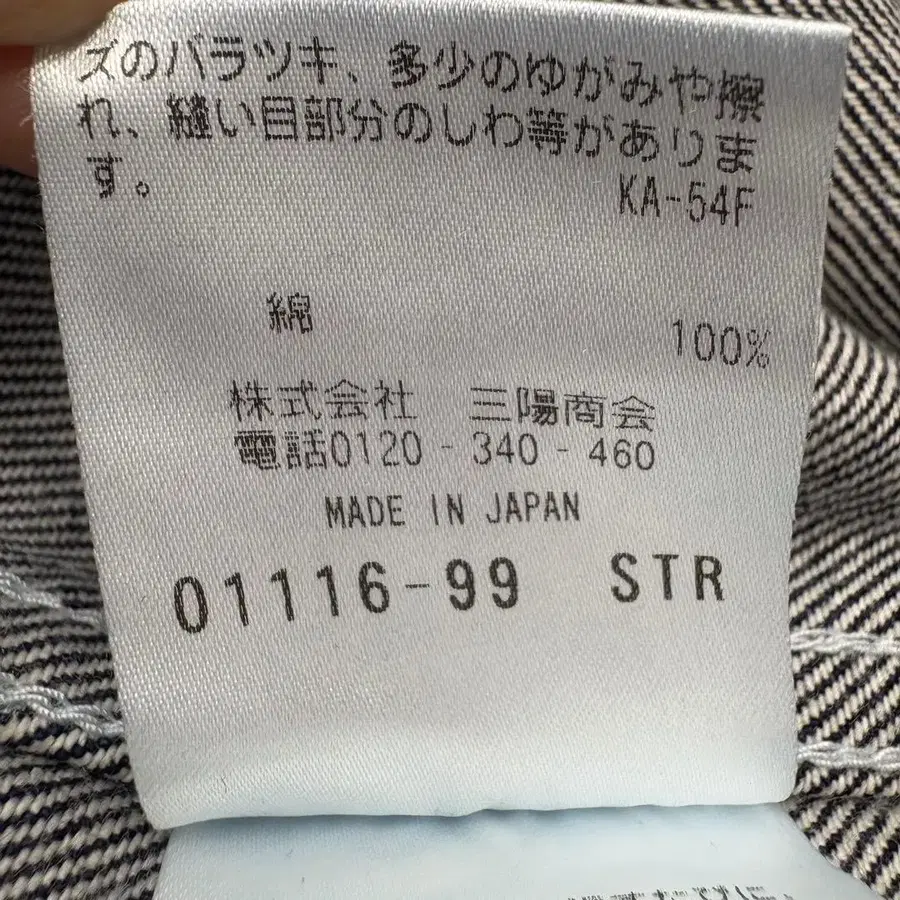 ズのバラツキ、多少のゆがみや擦
れ、縫い目部分のしわ等がありま
す。
KA-54F
綿 100%
株式会社 三陽商会
電話0120-340-460
MADE IN JAPAN
01116-99 STR